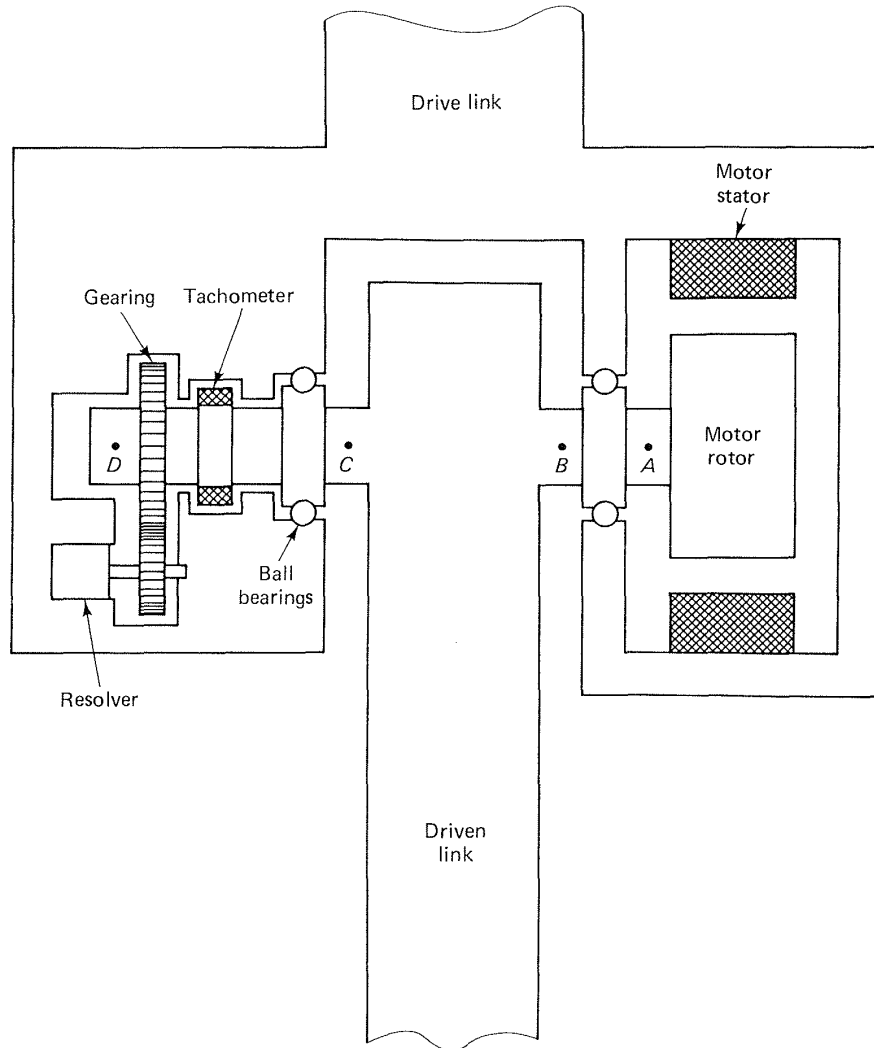 Drive link
Motor
stator
Gearing
Tachometer
D
C
B
A
Motor
rotor
Ball
bearings
Resolver
Driven
link